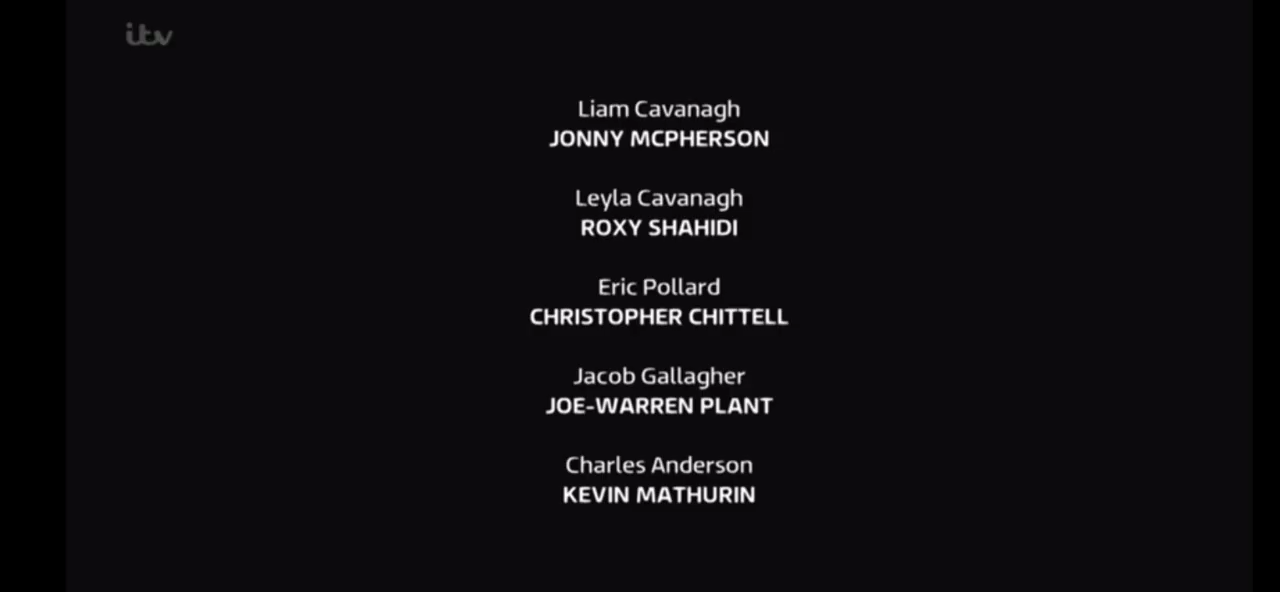 itv
Liam Cavanagh
JONNY MCPHERSON
Leyla Cavanagh
ROXY SHAHIDI
Eric Pollard
CHRISTOPHER CHITTELL
Jacob Gallagher
JOE-WARREN PLANT
Charles Anderson
KEVIN MATHURIN